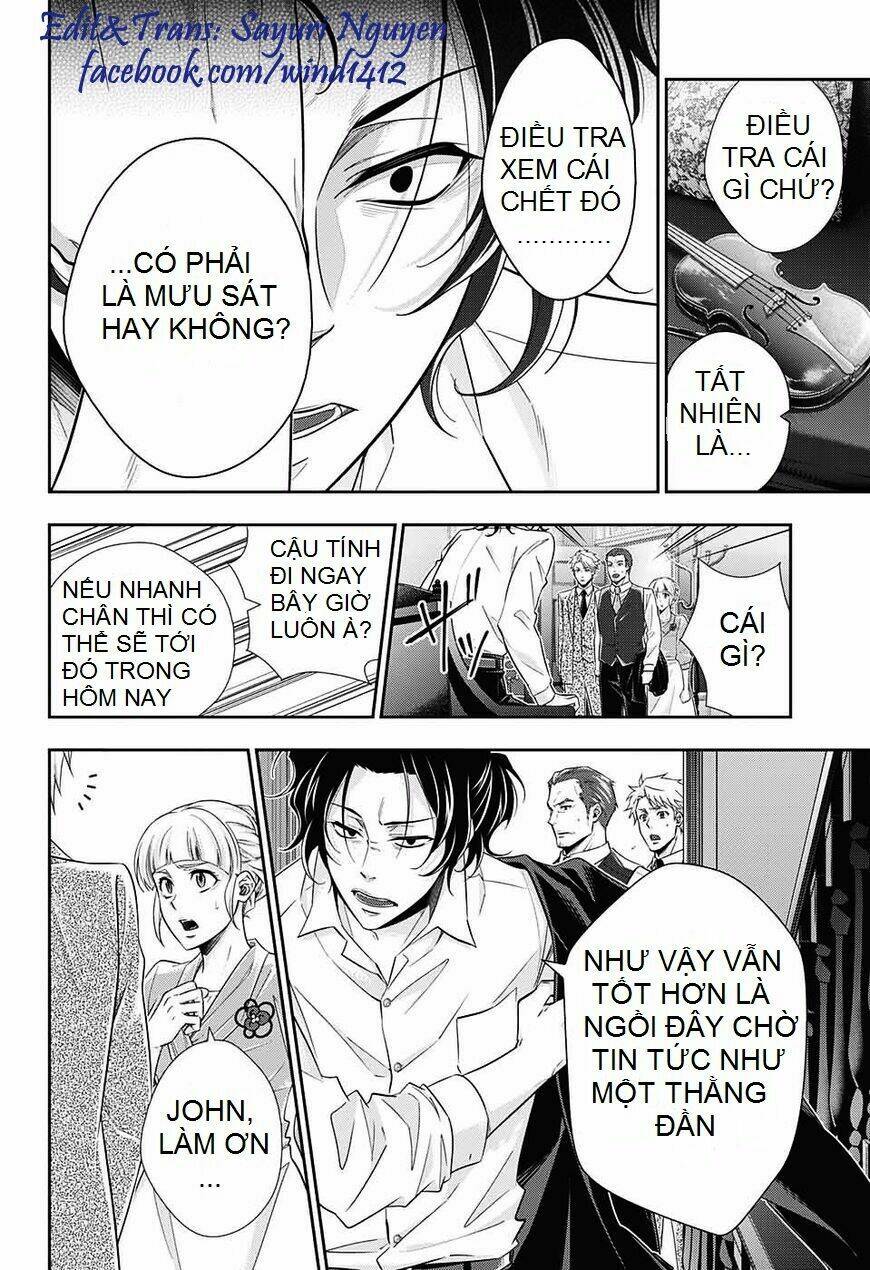 Edit&Trans: Sayuri Nguyen
facebook.com/wind1412
ĐIỀU
TRA CÁI
GÌ CHỨ?
TẤT
NHIÊN
LÀ...
ĐIỀU TRA
XEM CÁI
CHẾT ĐÓ
............
...CÓ PHẢI
LÀ MƯU SÁT
HAY KHÔNG?
CÁI
GÌ?
CẬU TÍNH
ĐI NGAY
BÂY GIỜ
LUÔN À?
NẾU NHANH
CHÂN THÌ CÓ
THỂ SẼ TỚI
ĐÓ TRONG
HÔM NAY
NHƯ VẬY VẪN
TỐT HƠN LÀ
NGỒI ĐÂY CHỜ
TIN TỨC NHƯ
MỘT THẰNG
ĐẦN
JOHN,
LÀM ƠN
...